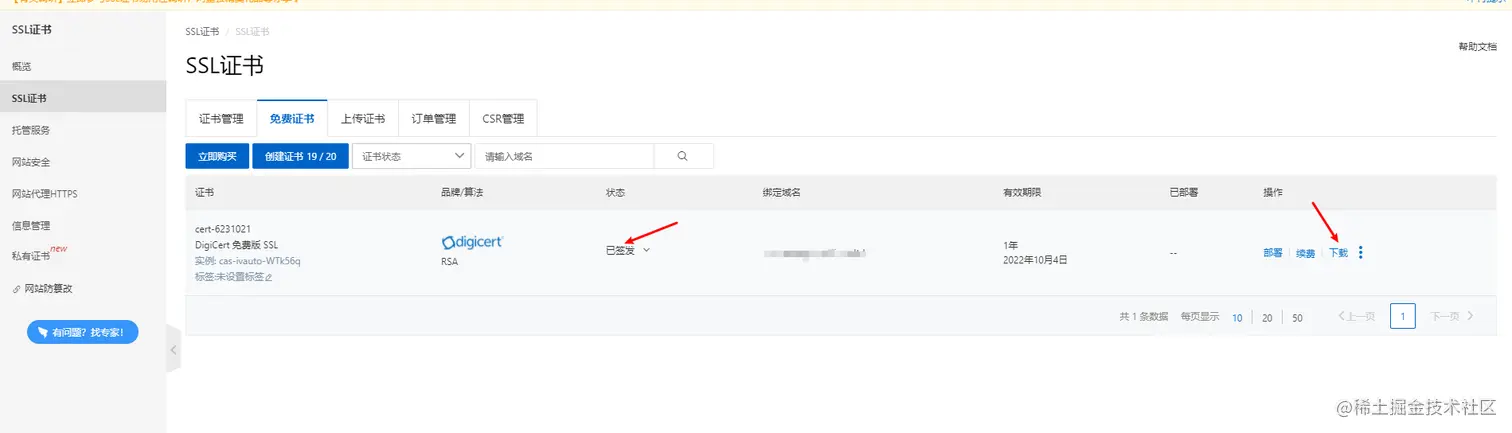 SSL证书
概览
SSL证书
托管服务
网站安全
网站代理HTTPS
信息管理
私有证书 new
网站防篡改
有问题？找专家！
SSL证书 / SSL证书
帮助文档
SSL证书
证书管理 免费证书 上传证书 订单管理 CSR管理
立即购买 创建证书 19 / 20 证书状态 请输入域名
证书 品牌/算法 状态 绑定域名 有效期限 已部署 操作
cert-6231021
DigiCert 免费版 SSL
实例: cas-ivauto-WTk56q
标签:未设置标签
digicert
RSA
已签发
1年
2022年10月4日
--
部署 续费 下载
共 1 条数据 每页显示 10 20 50 上一页 1 下一页
@稀土掘金技术社区